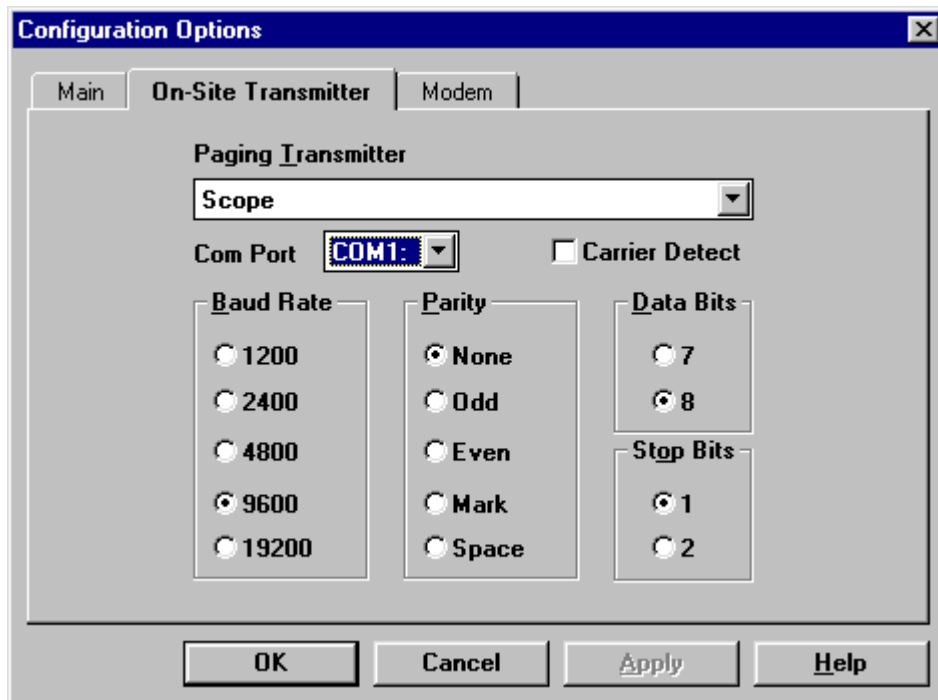 Configuration Options
Main On-Site Transmitter Modem
Paging Transmitter
Scope
Com Port COM1: Carrier Detect
Baud Rate Parity Data Bits
1200 None 7
2400 Odd 8
4800 Even Stop Bits
9600 Mark 1
19200 Space 2
OK Cancel Apply Help